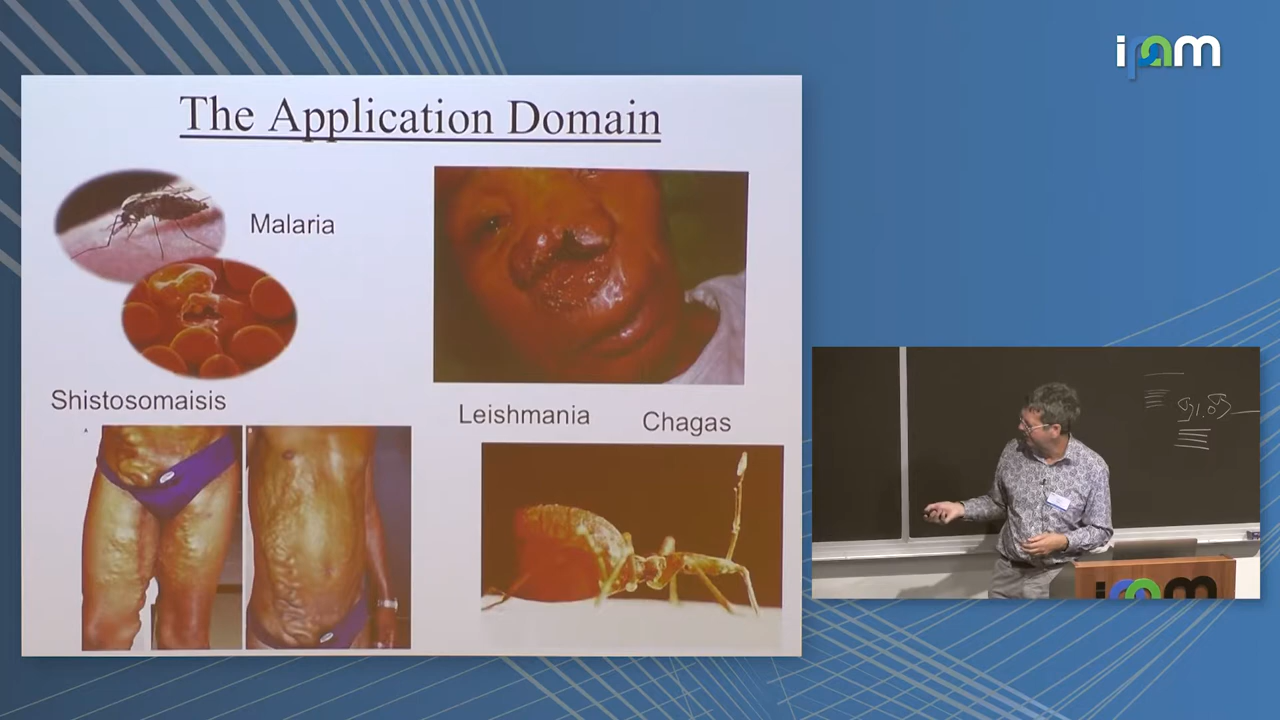 ipam
The Application Domain
Malaria
Shistosomaisis
Leishmania
Chagas
A
B
ipam